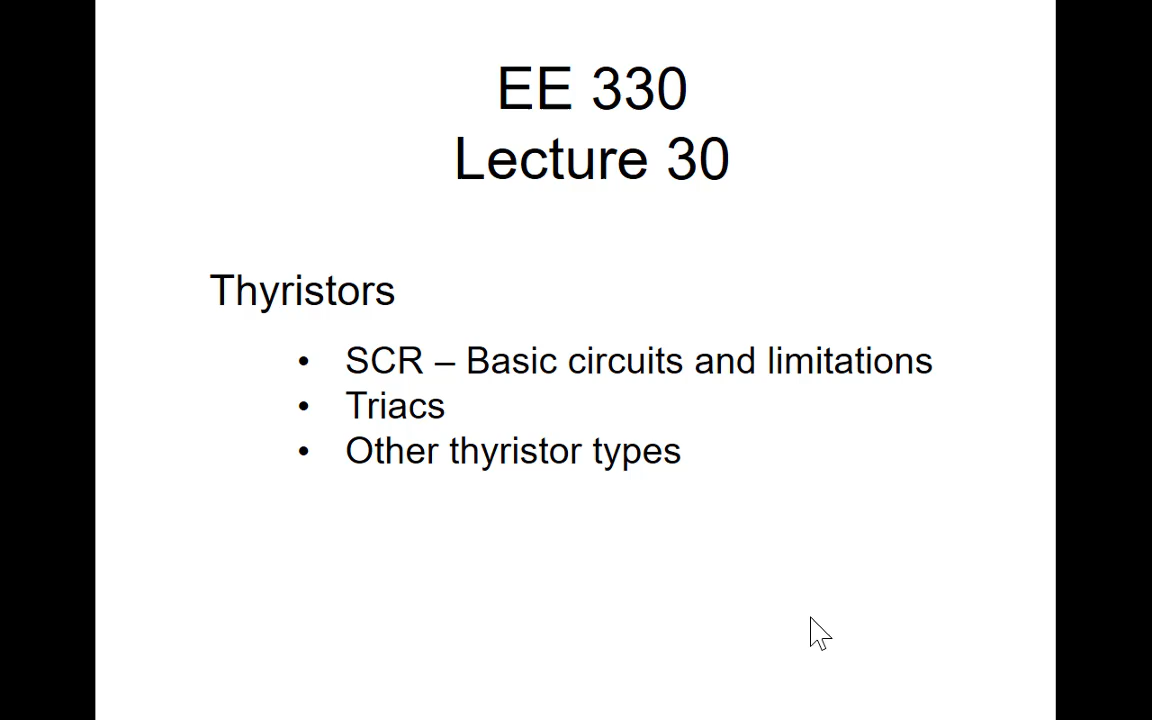 EE 330
Lecture 30
Thyristors
• SCR – Basic circuits and limitations
• Triacs
• Other thyristor types